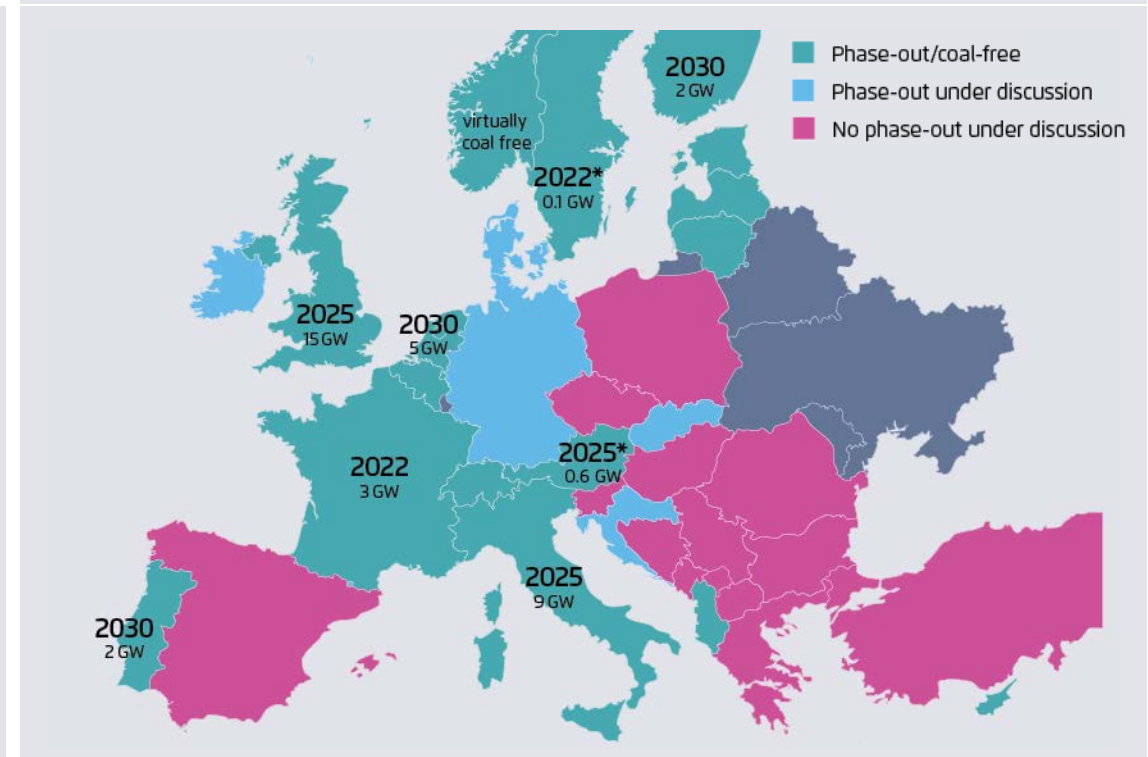 Phase-out/coal-free
Phase-out under discussion
No phase-out under discussion
2030
2 GW
virtually
coal free
2022*
0.1 GW
2025
15 GW
2030
5 GW
2025*
0.6 GW
2022
3 GW
2025
9 GW
2030
2 GW